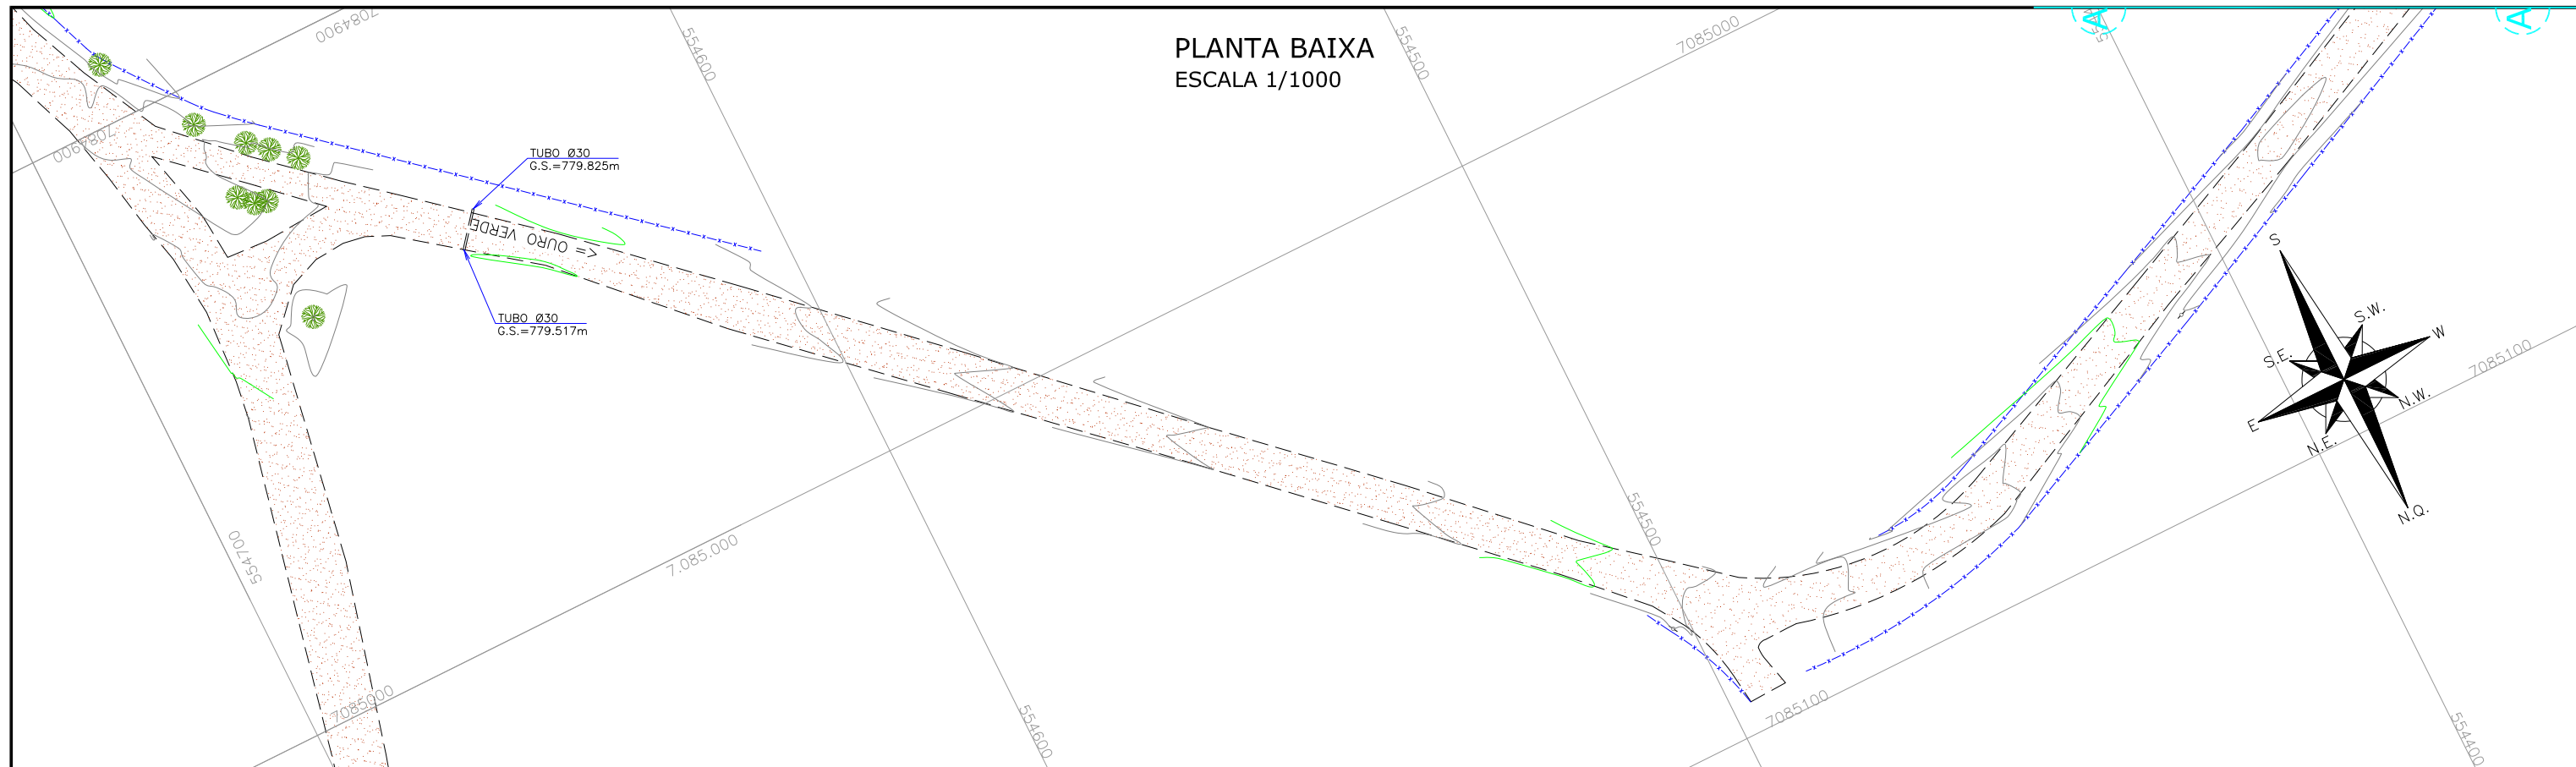 7084900
554600
PLANTA BAIXA
ESCALA 1/1000
554500
7085000
A
A
7084900
TUBO Ø30
G.S.=779.825m
<= OURO VERDE
TUBO Ø30
G.S.=779.517m
S
S.W.
W
S.E.
N.W.
E
N.E.
N.Q.
7085100
554700
7.085.000
554500
7085000
554600
7085100
554400